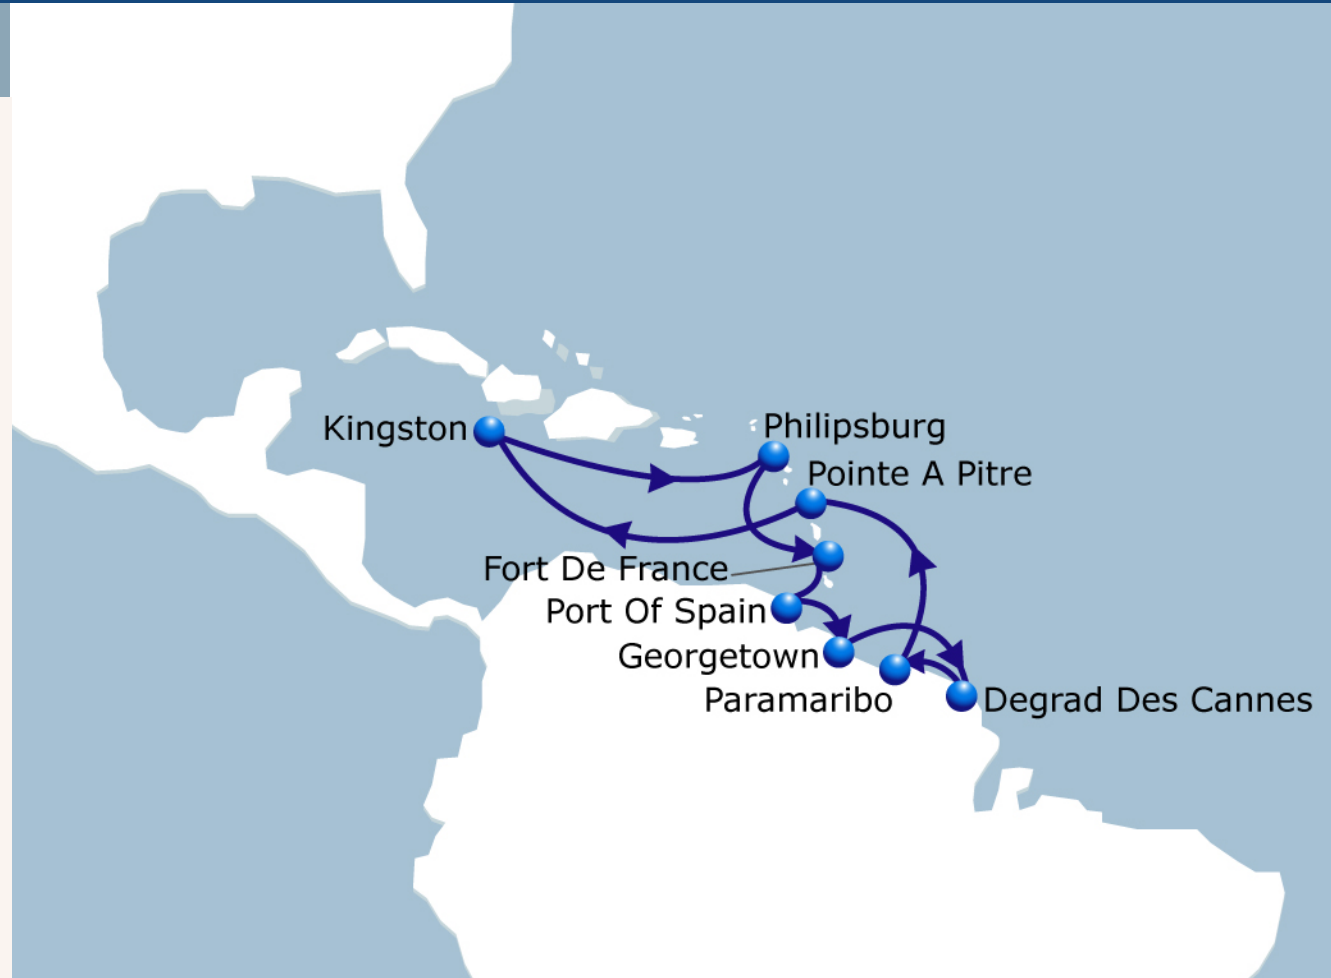 Philipsburg
Kingston
Pointe A Pitre
Fort De France
Port Of Spain
Georgetown
Paramaribo
Degrad Des Cannes